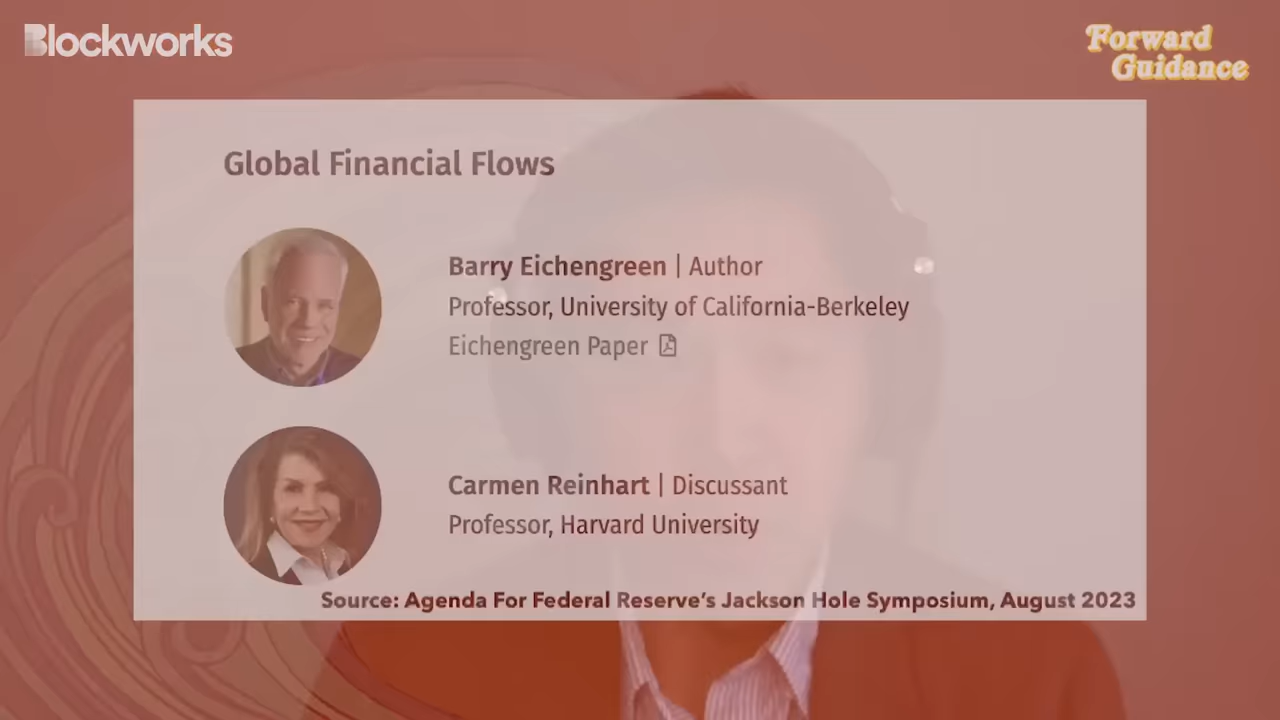 Blockworks
Forward
Guidance
Global Financial Flows
Barry Eichengreen | Author
Professor, University of California-Berkeley
Eichengreen Paper
Carmen Reinhart | Discussant
Professor, Harvard University
Source: Agenda For Federal Reserve's Jackson Hole Symposium, August 2023